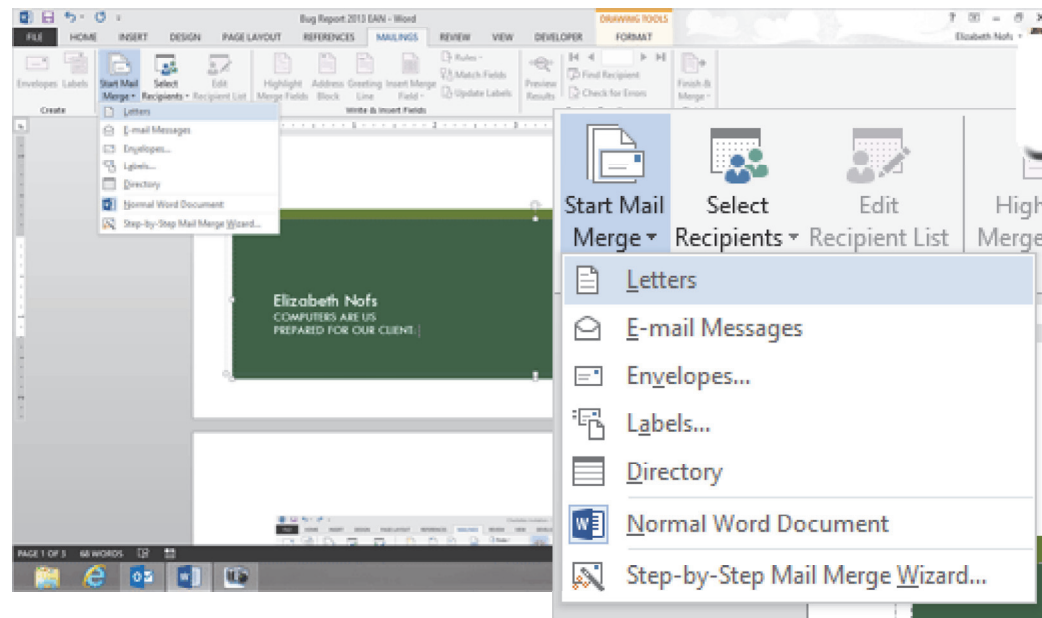 Bug Report 2013 EAN - Word
DRAWING TOOLS
FILE HOME INSERT DESIGN PAGE LAYOUT REFERENCES MAILINGS REVIEW VIEW DEVELOPER FORMAT
Envelopes Labels
Start Mail Merge
Select Recipients
Edit Recipient List
Highlight Merge Fields
Address Block
Greeting Line
Insert Merge Field
Rules
Match Fields
Update Labels
Preview Results
Find Recipient
Check for Errors
Finish & Merge
Create
Write & Insert Fields
Letters
E-mail Messages
Envelopes...
Labels...
Directory
Normal Word Document
Step-by-Step Mail Merge Wizard...
Elizabeth Nofs
COMPUTERS ARE US
PREPARED FOR OUR CLIENT:
PAGE 1 OF 3 68 WORDS
Start Mail Select Edit High
Merge Recipients Recipient List Merge
Letters
E-mail Messages
Envelopes...
Labels...
Directory
Normal Word Document
Step-by-Step Mail Merge Wizard...